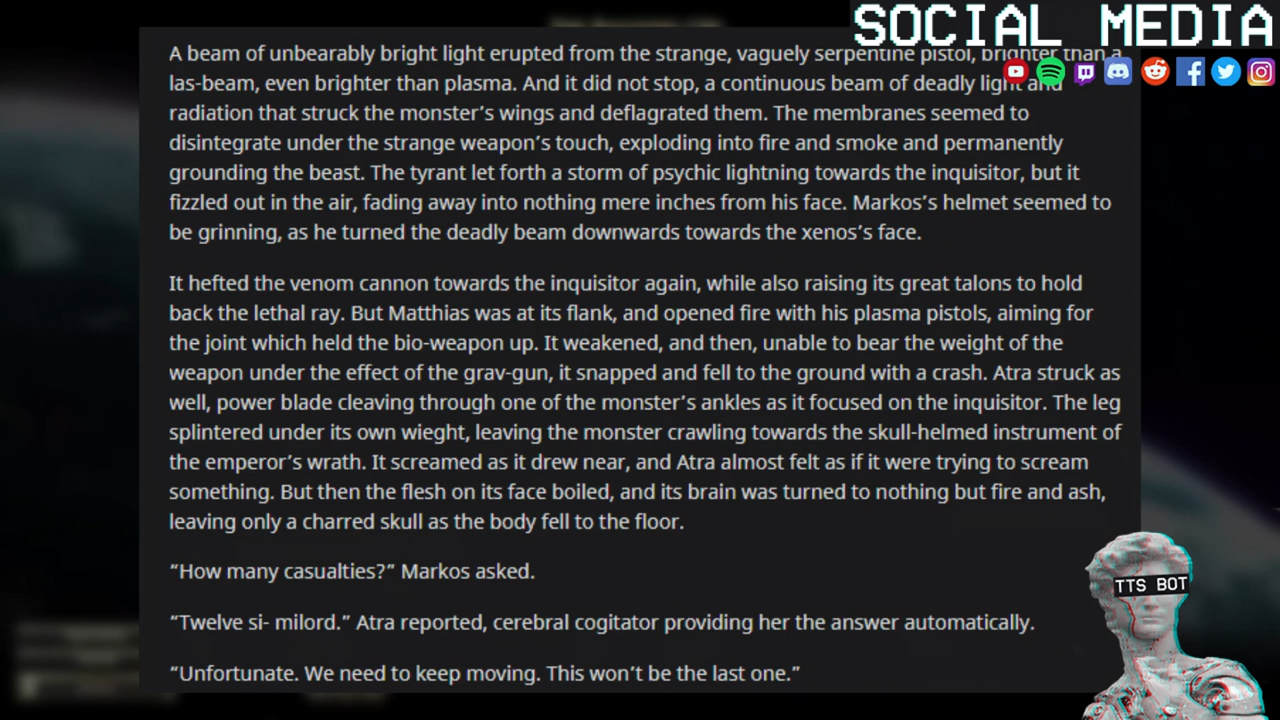 SOCIAL MEDIA
A beam of unbearably bright light erupted from the strange, vaguely serpentine pistol, brighter than a
las-beam, even brighter than plasma. And it did not stop, a continuous beam of deadly light and
radiation that struck the monster’s wings and deflagrated them. The membranes seemed to
disintegrate under the strange weapon’s touch, exploding into fire and smoke and permanently
grounding the beast. The tyrant let forth a storm of psychic lightning towards the inquisitor, but it
fizzled out in the air, fading away into nothing mere inches from his face. Markos’s helmet seemed to
be grinning, as he turned the deadly beam downwards towards the xenos’s face.
It hefted the venom cannon towards the inquisitor again, while also raising its great talons to hold
back the lethal ray. But Matthias was at its flank, and opened fire with his plasma pistols, aiming for
the joint which held the bio-weapon up. It weakened, and then, unable to bear the weight of the
weapon under the effect of the grav-gun, it snapped and fell to the ground with a crash. Atra struck as
well, power blade cleaving through one of the monster’s ankles as it focused on the inquisitor. The leg
splintered under its own wieght, leaving the monster crawling towards the skull-helmed instrument of
the emperor’s wrath. It screamed as it drew near, and Atra almost felt as if it were trying to scream
something. But then the flesh on its face boiled, and its brain was turned to nothing but fire and ash,
leaving only a charred skull as the body fell to the floor.
“How many casualties?” Markos asked.
“Twelve si- milord.” Atra reported, cerebral cogitator providing her the answer automatically.
“Unfortunate. We need to keep moving. This won’t be the last one.”
TTS BOT